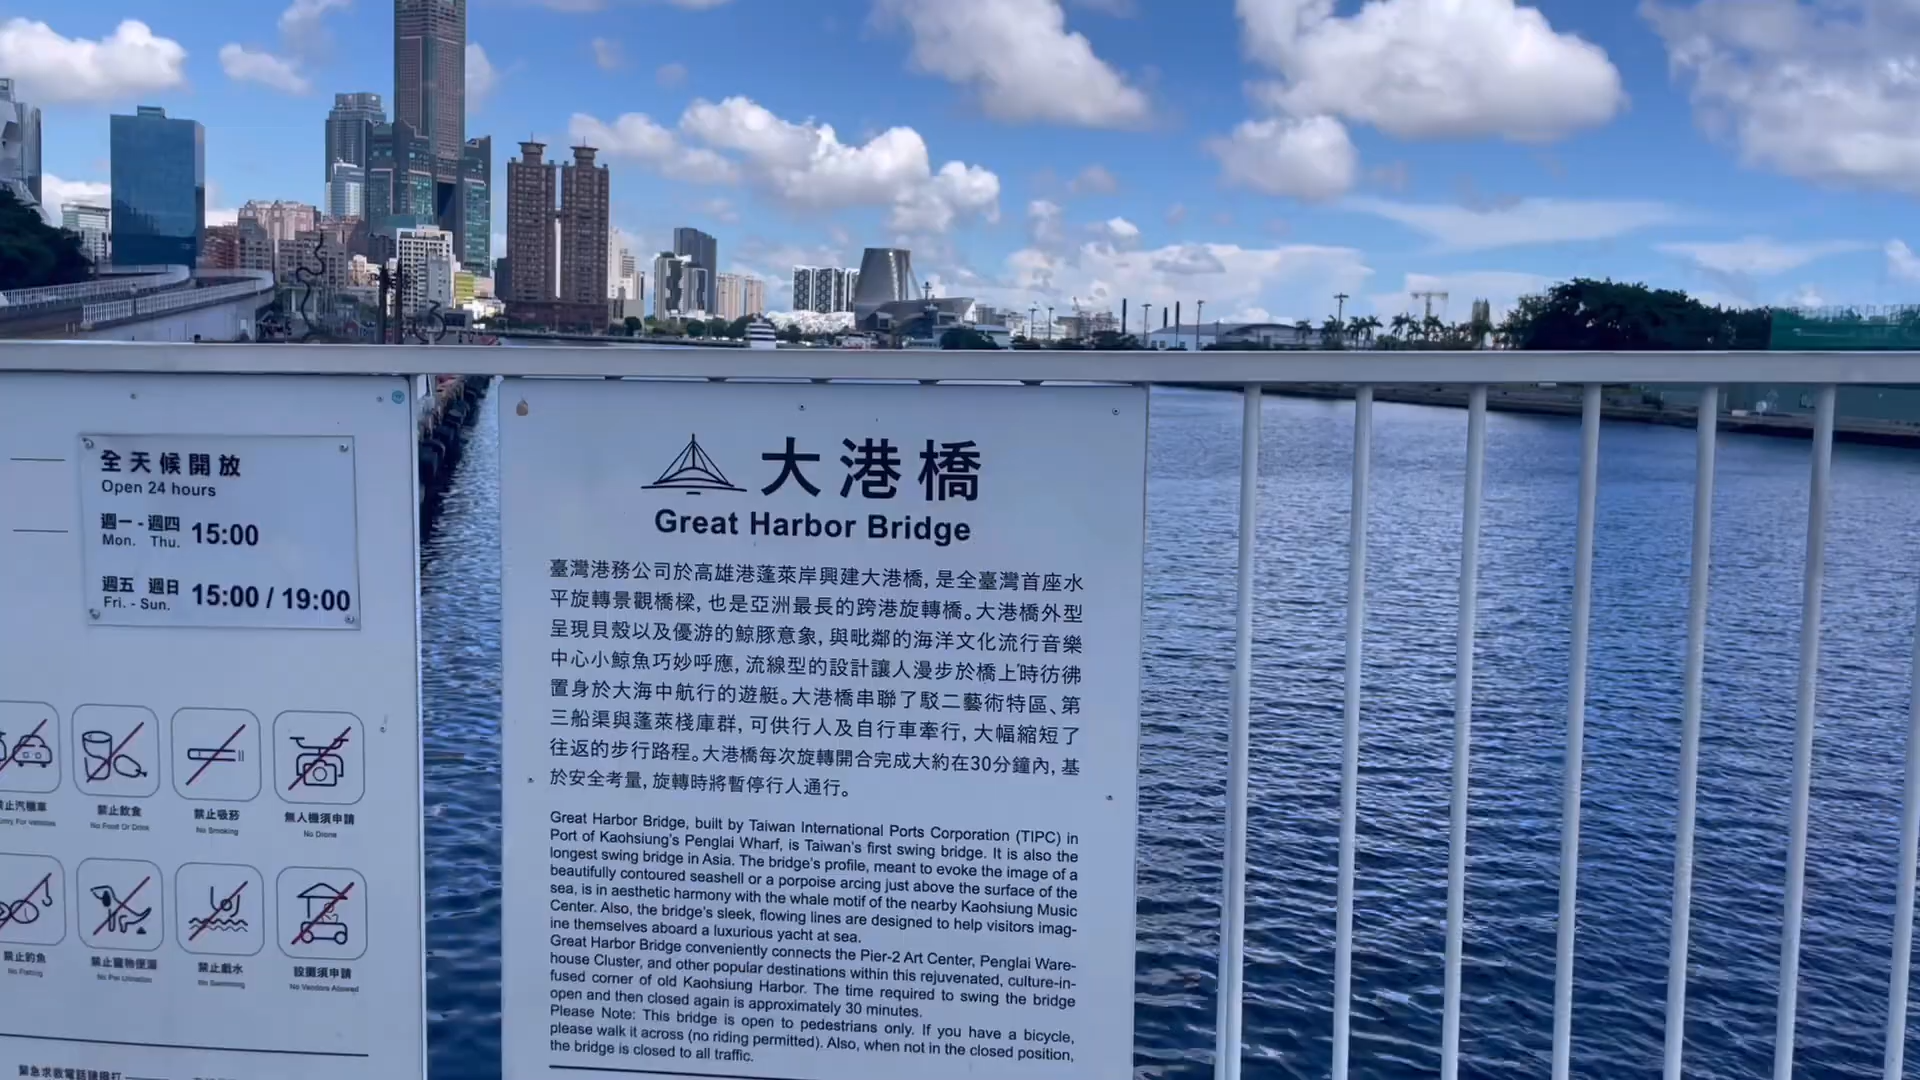 全天候開放
Open 24 hours
週一 - 週四 15:00
Mon. Thu.
週五 週日 15:00 / 19:00
Fri. - Sun.
禁止汽機車
禁止飲食
禁止吸菸
無人機須申請
No Food Or Drink
No Smoking
No Drone
禁止釣魚
禁止寵物便溺
禁止戲水
設攤須申請
No Fishing
No Swimming
No Vendors Allowed
大港橋
Great Harbor Bridge
臺灣港務公司於高雄港蓬萊岸興建大港橋，是全臺灣首座水
平旋轉景觀橋樑，也是亞洲最長的跨港旋轉橋。大港橋外型
呈現貝殼以及優游的鯨豚意象，與毗鄰的海洋文化流行音樂
中心小鯨魚巧妙呼應，流線型的設計讓人漫步於橋上時彷彿
置身於大海中航行的遊艇。大港橋串聯了駁二藝術特區、第
三船渠與蓬萊棧庫群，可供行人及自行車牽行，大幅縮短了
往返的步行路程。大港橋每次旋轉開合完成大約在30分鐘內，基
於安全考量，旋轉時將暫停行人通行。
Great Harbor Bridge, built by Taiwan International Ports Corporation (TIPC) in
Port of Kaohsiung's Penglai Wharf, is Taiwan's first swing bridge. It is also the
longest swing bridge in Asia. The bridge's profile, meant to evoke the image of a
beautifully contoured seashell or a porpoise arcing just above the surface of the
sea, is in aesthetic harmony with the whale motif of the nearby Kaohsiung Music
Center. Also, the bridge's sleek, flowing lines are designed to help visitors imag-
ine themselves aboard a luxurious yacht at sea.
Great Harbor Bridge conveniently connects the Pier-2 Art Center, Penglai Ware-
house Cluster, and other popular destinations within this rejuvenated, culture-in-
fused corner of old Kaohsiung Harbor. The time required to swing the bridge
open and then closed again is approximately 30 minutes.
Please Note: This bridge is open to pedestrians only. If you have a bicycle,
please walk it across (no riding permitted). Also, when not in the closed position,
the bridge is closed to all traffic.